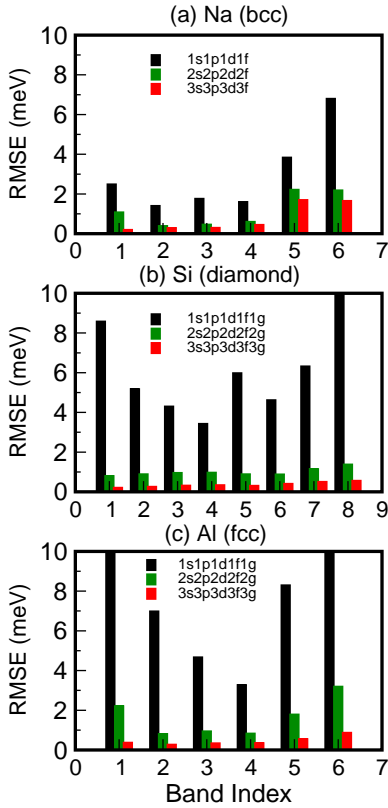 (a) Na (bcc)
10
8
6
4
2
0
RMSE (meV)
1s1p1d1f
2s2p2d2f
3s3p3d3f
0 1 2 3 4 5 6 7
(b) Si (diamond)
10
8
6
4
2
0
RMSE (meV)
1s1p1d1f1g
2s2p2d2f2g
3s3p3d3f3g
0 1 2 3 4 5 6 7 8 9
(c) Al (fcc)
10
8
6
4
2
0
RMSE (meV)
1s1p1d1f1g
2s2p2d2f2g
3s3p3d3f3g
0 1 2 3 4 5 6 7
Band Index